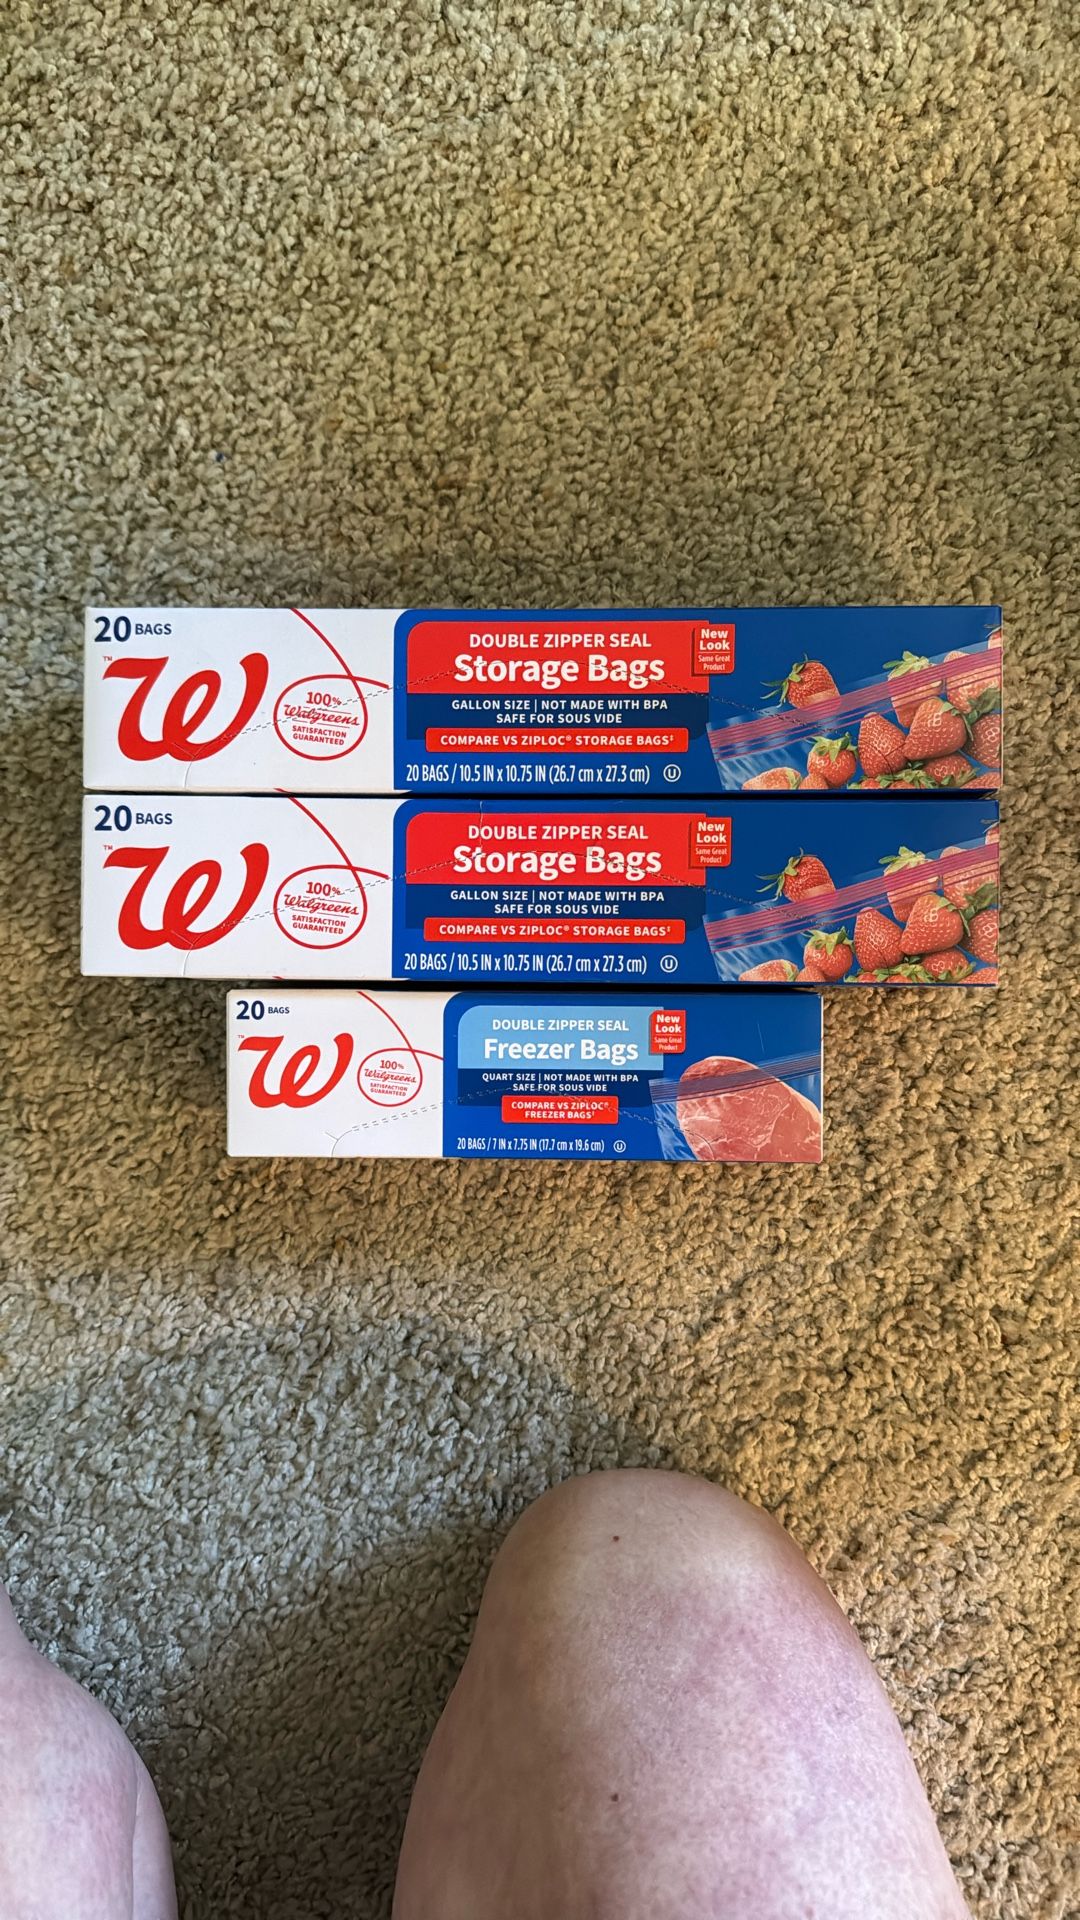 20 BAGS
™
W
100%
Walgreens
SATISFACTION
GUARANTEED
DOUBLE ZIPPER SEAL
Storage Bags
New
Look
Same Great
Product
GALLON SIZE | NOT MADE WITH BPA
SAFE FOR SOUS VIDE
COMPARE VS ZIPLOC® STORAGE BAGS‡
20 BAGS / 10.5 IN x 10.75 IN (26.7 cm x 27.3 cm) U
20 BAGS
™
W
100%
Walgreens
SATISFACTION
GUARANTEED
DOUBLE ZIPPER SEAL
Storage Bags
New
Look
Same Great
Product
GALLON SIZE | NOT MADE WITH BPA
SAFE FOR SOUS VIDE
COMPARE VS ZIPLOC® STORAGE BAGS‡
20 BAGS / 10.5 IN x 10.75 IN (26.7 cm x 27.3 cm) U
20 BAGS
™
W
100%
Walgreens
SATISFACTION
GUARANTEED
DOUBLE ZIPPER SEAL
Freezer Bags
New
Look
Same Great
Product
QUART SIZE | NOT MADE WITH BPA
SAFE FOR SOUS VIDE
COMPARE VS ZIPLOC®
FREEZER BAGS‡
20 BAGS / 7 IN x 7.75 IN (17.7 cm x 19.6 cm) U